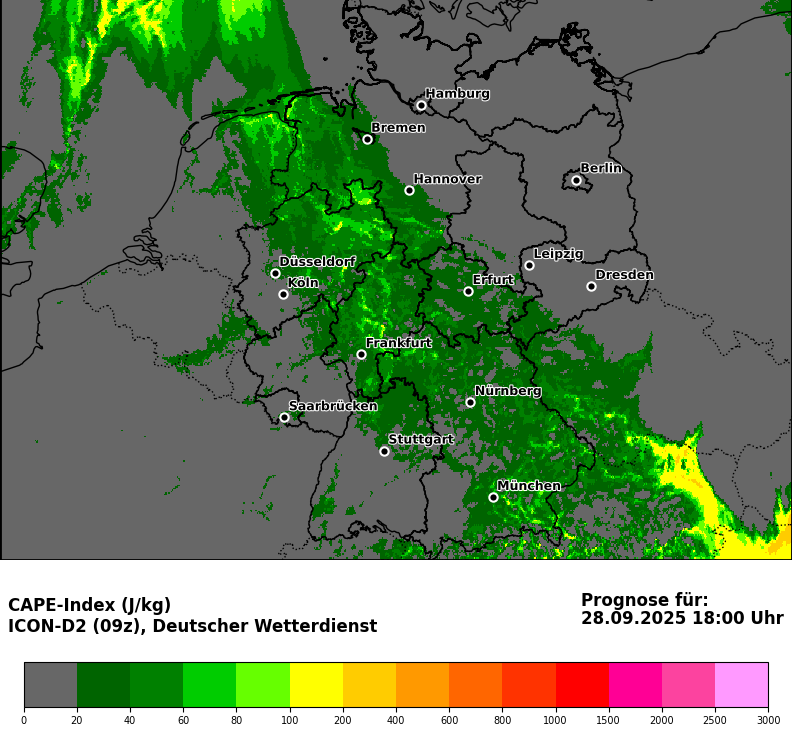 Hamburg
Bremen
Berlin
Hannover
Leipzig
Düsseldorf
Dresden
Köln
Erfurt
Frankfurt
Nürnberg
Saarbrücken
Stuttgart
München
CAPE-Index (J/kg)
ICON-D2 (09z), Deutscher Wetterdienst
Prognose für:
28.09.2025 18:00 Uhr
0 20 40 60 80 100 200 400 600 800 1000 1500 2000 2500 3000